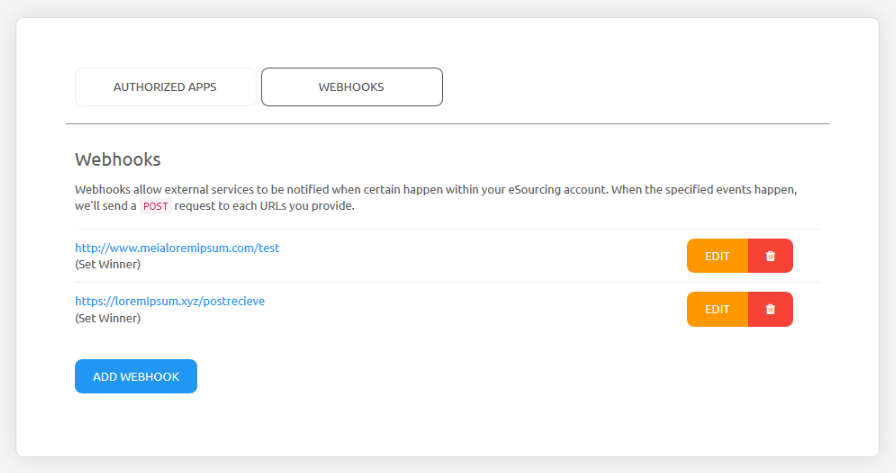 AUTHORIZED APPS
WEBHOOKS
Webhooks
Webhooks allow external services to be notified when certain happen within your eSourcing account. When the specified events happen,
we'll send a POST request to each URLs you provide.
http://www.meialoremipsum.com/test
(Set Winner)
EDIT
https://loremIpsum.xyz/postrecieve
(Set Winner)
EDIT
ADD WEBHOOK